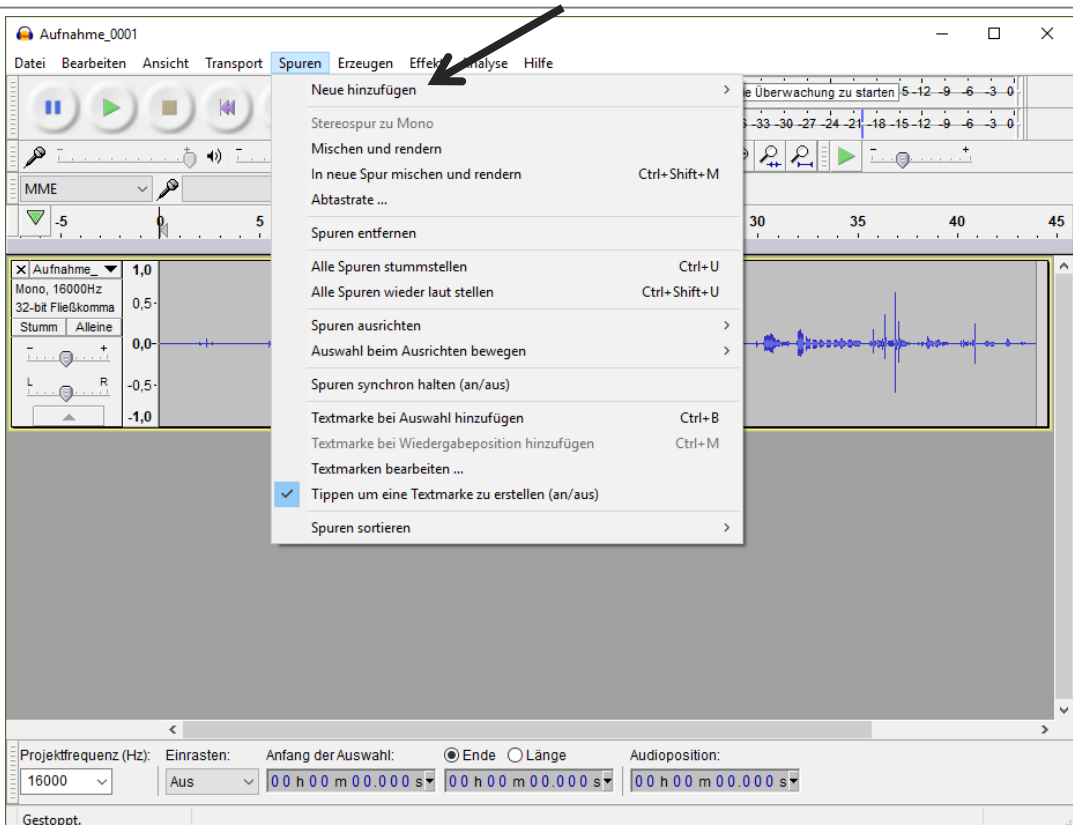 Aufnahme_0001
Datei Bearbeiten Ansicht Transport Spuren Erzeugen Effekt Analyse Hilfe
Neue hinzufügen
Stereospur zu Mono
Mischen und rendern
In neue Spur mischen und rendern Ctrl+Shift+M
Abtastrate ...
Spuren entfernen
Alle Spuren stummstellen Ctrl+U
Alle Spuren wieder laut stellen Ctrl+Shift+U
Spuren ausrichten
Auswahl beim Ausrichten bewegen
Spuren synchron halten (an/aus)
Textmarke bei Auswahl hinzufügen Ctrl+B
Textmarke bei Wiedergabeposition hinzufügen Ctrl+M
Textmarken bearbeiten ...
Tippen um eine Textmarke zu erstellen (an/aus)
Spuren sortieren
ie Überwachung zu starten 5 -12 -9 -6 -3 0
-33 -30 -27 -24 -21 -18 -15 -12 -9 -6 -3 0
MME
-5 0 5 30 35 40 45
Aufnahme_ 1,0
Mono, 16000Hz
32-bit Fließkomma 0,5
Stumm Alleine
- + 0,0
L R -0,5
-1,0
Projektfrequenz (Hz): Einrasten: Anfang der Auswahl: Ende Länge Audioposition:
16000 Aus 00 h 00 m 00.000 s 00 h 00 m 00.000 s 00 h 00 m 00.000 s
Gestoppt.